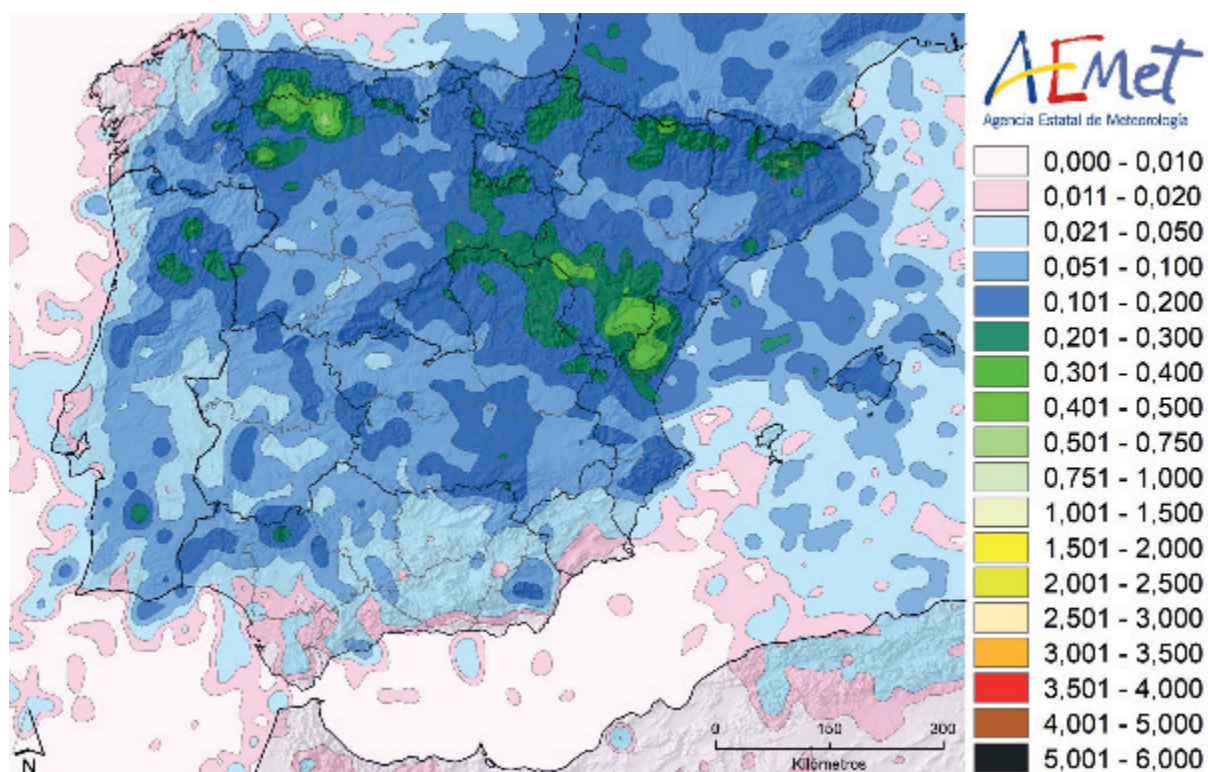 AEMet
Agencia Estatal de Meteorología
0,000 - 0,010
0,011 - 0,020
0,021 - 0,050
0,051 - 0,100
0,101 - 0,200
0,201 - 0,300
0,301 - 0,400
0,401 - 0,500
0,501 - 0,750
0,751 - 1,000
1,001 - 1,500
1,501 - 2,000
2,001 - 2,500
2,501 - 3,000
3,001 - 3,500
3,501 - 4,000
4,001 - 5,000
5,001 - 6,000
0 150 300
Kilómetros
N